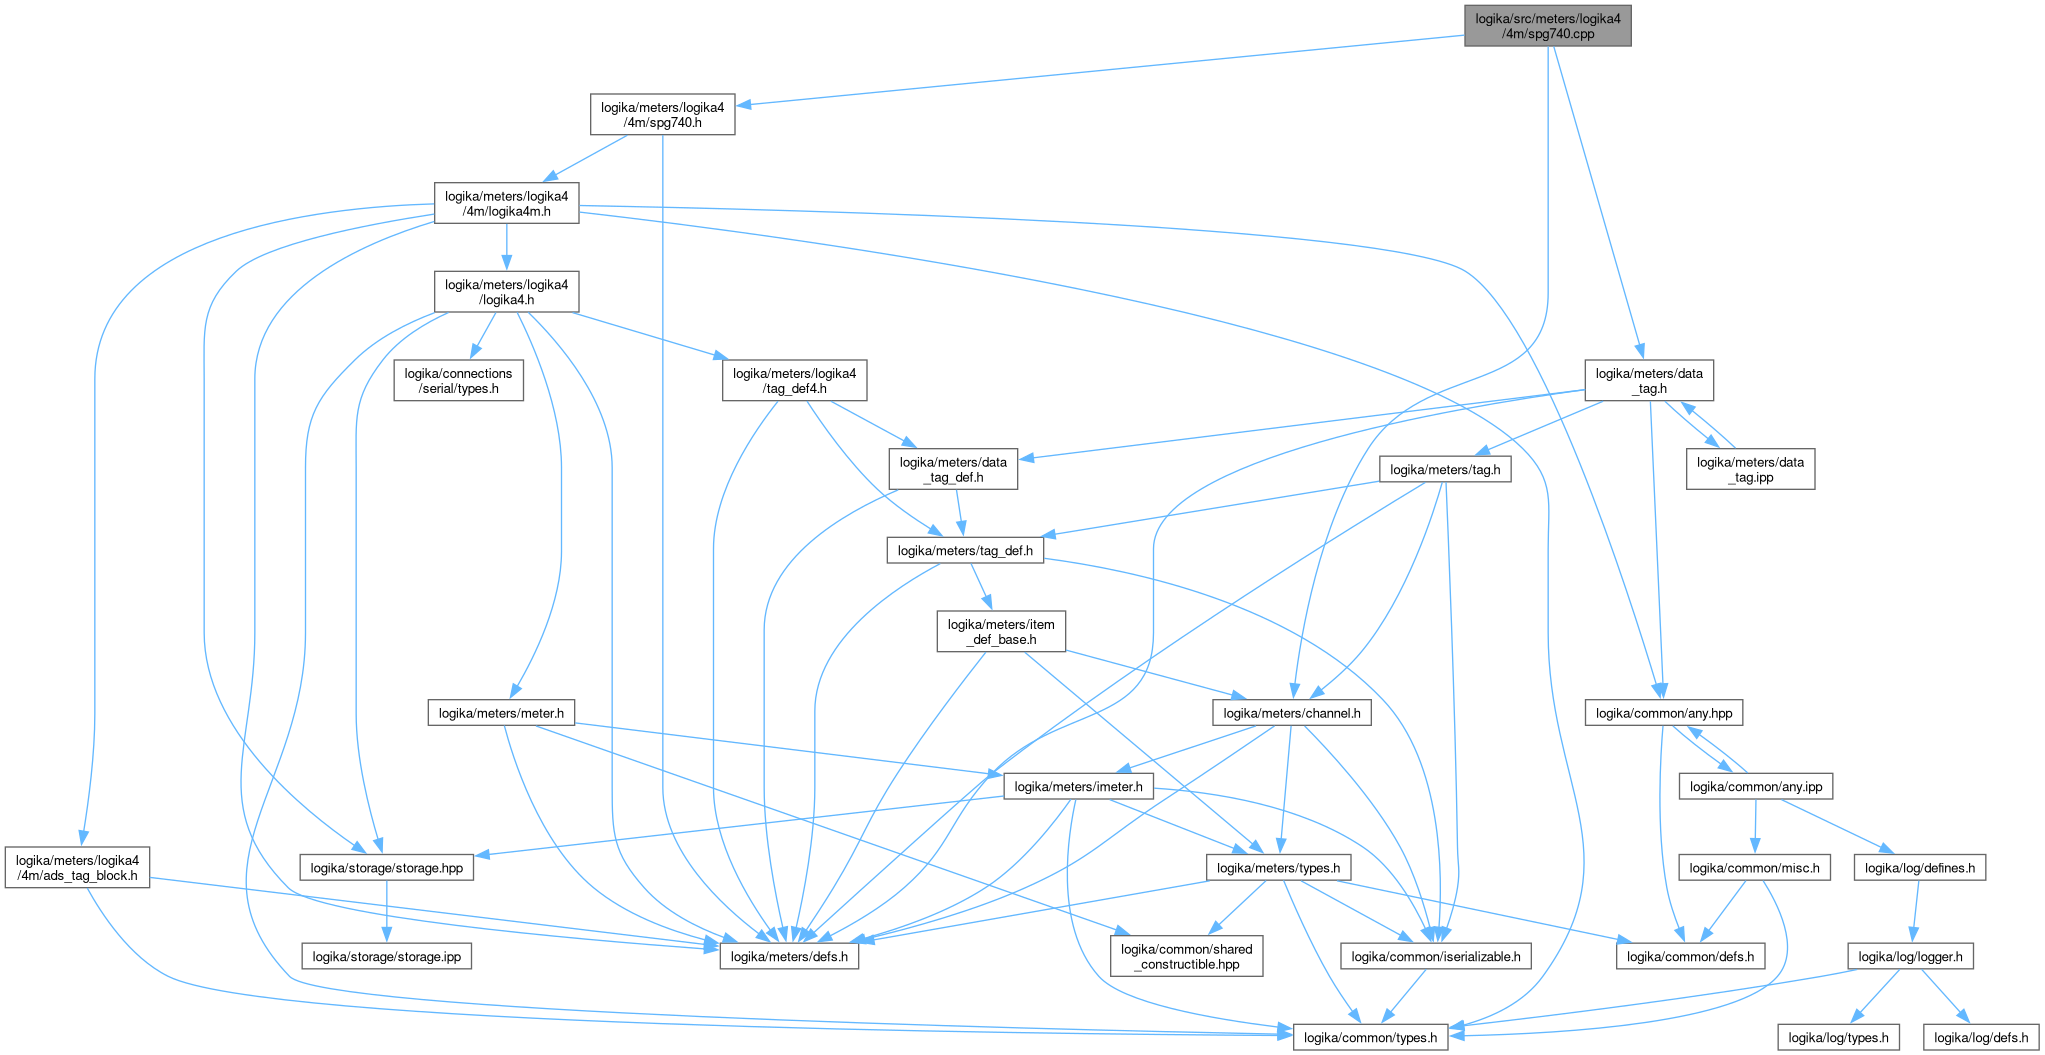 logika/src/meters/logika4
/4m/spg740.cpp
logika/meters/logika4
/4m/spg740.h
logika/meters/logika4
/4m/logika4m.h
logika/meters/logika4
/logika4.h
logika/connections
/serial/types.h
logika/meters/logika4
/tag_def4.h
logika/meters/data
_tag.h
logika/meters/data
_tag_def.h
logika/meters/tag.h
logika/meters/data
_tag.ipp
logika/meters/tag_def.h
logika/meters/item
_def_base.h
logika/meters/meter.h
logika/meters/channel.h
logika/common/any.hpp
logika/meters/imeter.h
logika/common/any.ipp
logika/meters/logika4
/4m/ads_tag_block.h
logika/storage/storage.hpp
logika/meters/types.h
logika/common/misc.h
logika/log/defines.h
logika/storage/storage.ipp
logika/meters/defs.h
logika/common/shared
_constructible.hpp
logika/common/iserializable.h
logika/common/defs.h
logika/log/logger.h
logika/common/types.h
logika/log/types.h
logika/log/defs.h